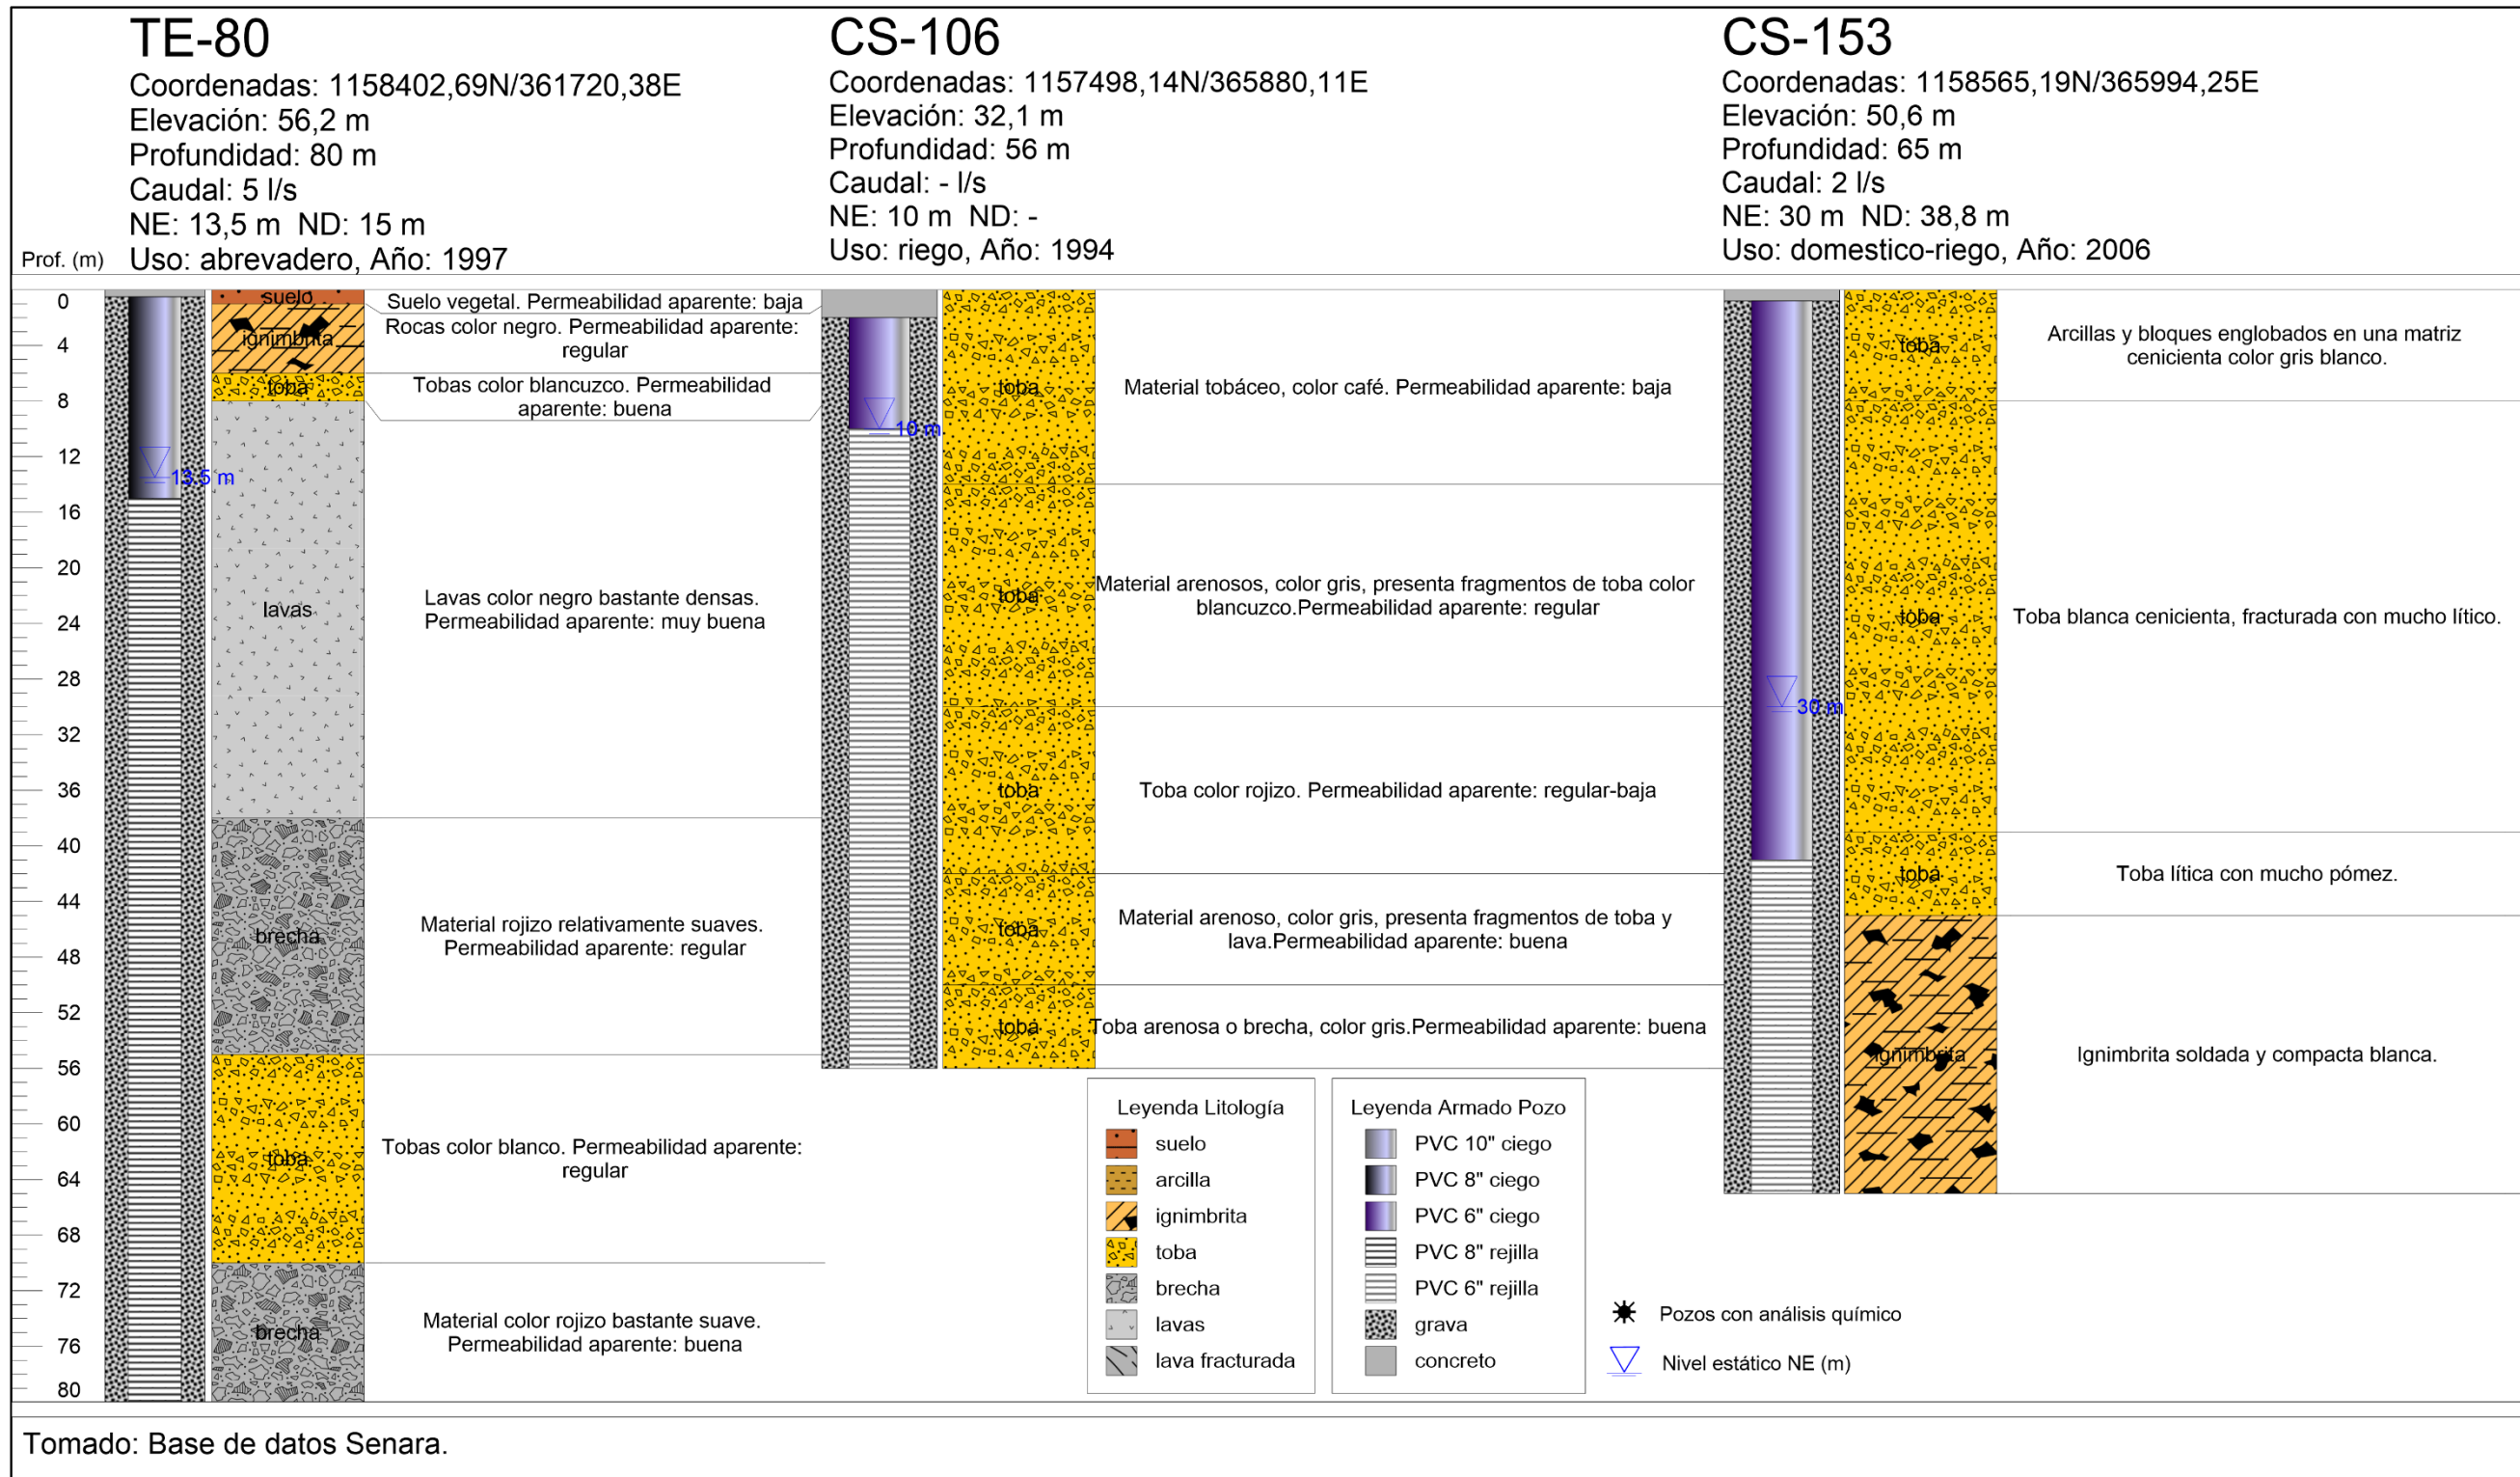 TE-80
Coordenadas: 1158402,69N/361720,38E
Elevación: 56,2 m
Profundidad: 80 m
Caudal: 5 l/s
NE: 13,5 m  ND: 15 m
Uso: abrevadero, Año: 1997
CS-106
Coordenadas: 1157498,14N/365880,11E
Elevación: 32,1 m
Profundidad: 56 m
Caudal: - l/s
NE: 10 m  ND: -
Uso: riego, Año: 1994
CS-153
Coordenadas: 1158565,19N/365994,25E
Elevación: 50,6 m
Profundidad: 65 m
Caudal: 2 l/s
NE: 30 m  ND: 38,8 m
Uso: domestico-riego, Año: 2006
Prof. (m)
0
4
8
12
16
20
24
28
32
36
40
44
48
52
56
60
64
68
72
76
80
13.5 m
suelo
ignimbrita
toba
lavas
brecha
toba
brecha
Suelo vegetal. Permeabilidad aparente: baja
Rocas color negro. Permeabilidad aparente:
regular
Tobas color blancuzco. Permeabilidad
aparente: buena
Lavas color negro bastante densas.
Permeabilidad aparente: muy buena
Material rojizo relativamente suaves.
Permeabilidad aparente: regular
Tobas color blanco. Permeabilidad aparente:
regular
Material color rojizo bastante suave.
Permeabilidad aparente: buena
10 m
toba
toba
toba
toba
toba
Material tobáceo, color café. Permeabilidad aparente: baja
Material arenosos, color gris, presenta fragmentos de toba color
blancuzco.Permeabilidad aparente: regular
Toba color rojizo. Permeabilidad aparente: regular-baja
Material arenoso, color gris, presenta fragmentos de toba y
lava.Permeabilidad aparente: buena
Toba arenosa o brecha, color gris.Permeabilidad aparente: buena
30 m
toba
toba
toba
ignimbrita
Arcillas y bloques englobados en una matriz
cenicienta color gris blanco.
Toba blanca cenicienta, fracturada con mucho lítico.
Toba lítica con mucho pómez.
Ignimbrita soldada y compacta blanca.
Leyenda Litología
suelo
arcilla
ignimbrita
toba
brecha
lavas
lava fracturada
Leyenda Armado Pozo
PVC 10" ciego
PVC 8" ciego
PVC 6" ciego
PVC 8" rejilla
PVC 6" rejilla
grava
concreto
Pozos con análisis químico
Nivel estático NE (m)
Tomado: Base de datos Senara.